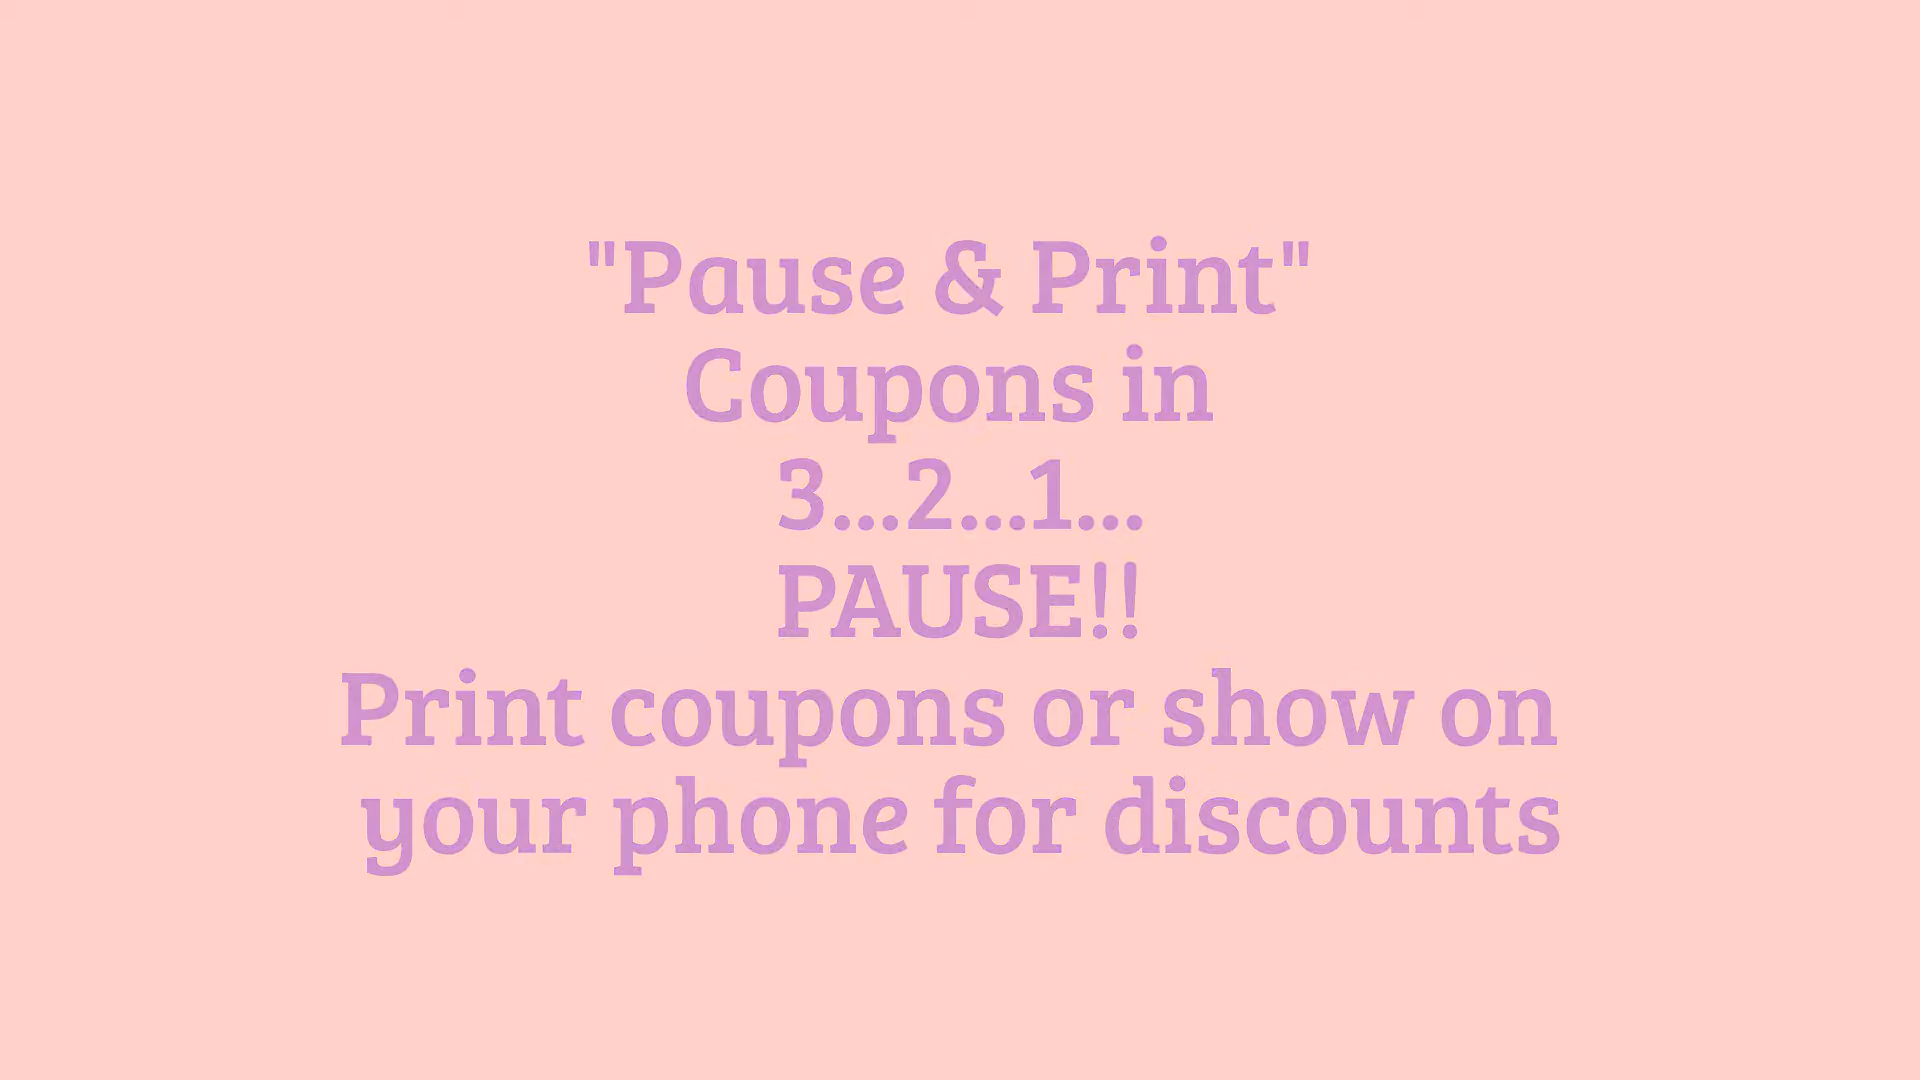 "Pause & Print"
Coupons in
3...2...1...
PAUSE!!
Print coupons or show on
your phone for discounts